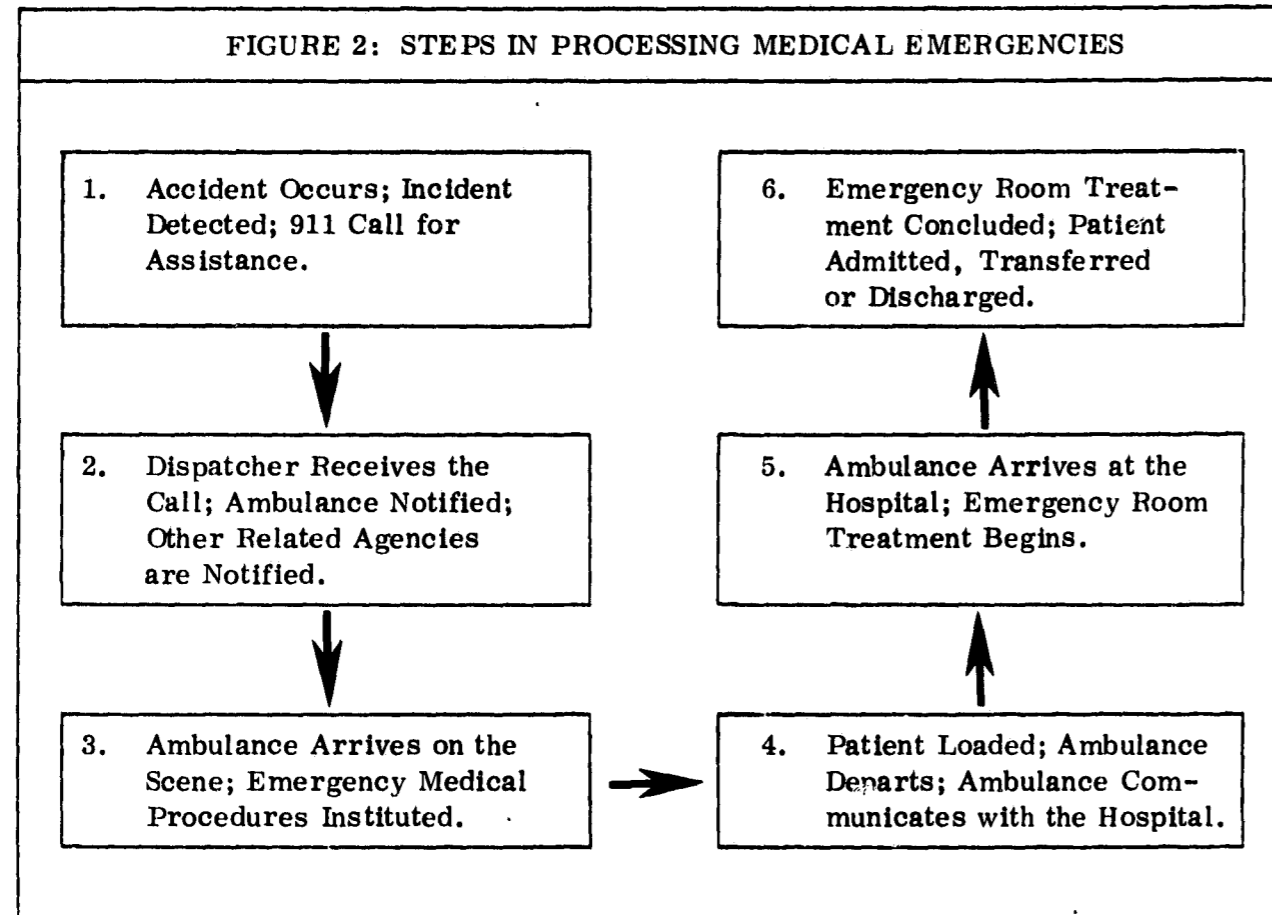 FIGURE 2: STEPS IN PROCESSING MEDICAL EMERGENCIES
1. Accident Occurs; Incident
Detected; 911 Call for
Assistance.
2. Dispatcher Receives the
Call; Ambulance Notified;
Other Related Agencies
are Notified.
3. Ambulance Arrives on the
Scene; Emergency Medical
Procedures Instituted.
4. Patient Loaded; Ambulance
Departs; Ambulance Com-
municates with the Hospital.
5. Ambulance Arrives at the
Hospital; Emergency Room
Treatment Begins.
6. Emergency Room Treat-
ment Concluded; Patient
Admitted, Transferred
or Discharged.